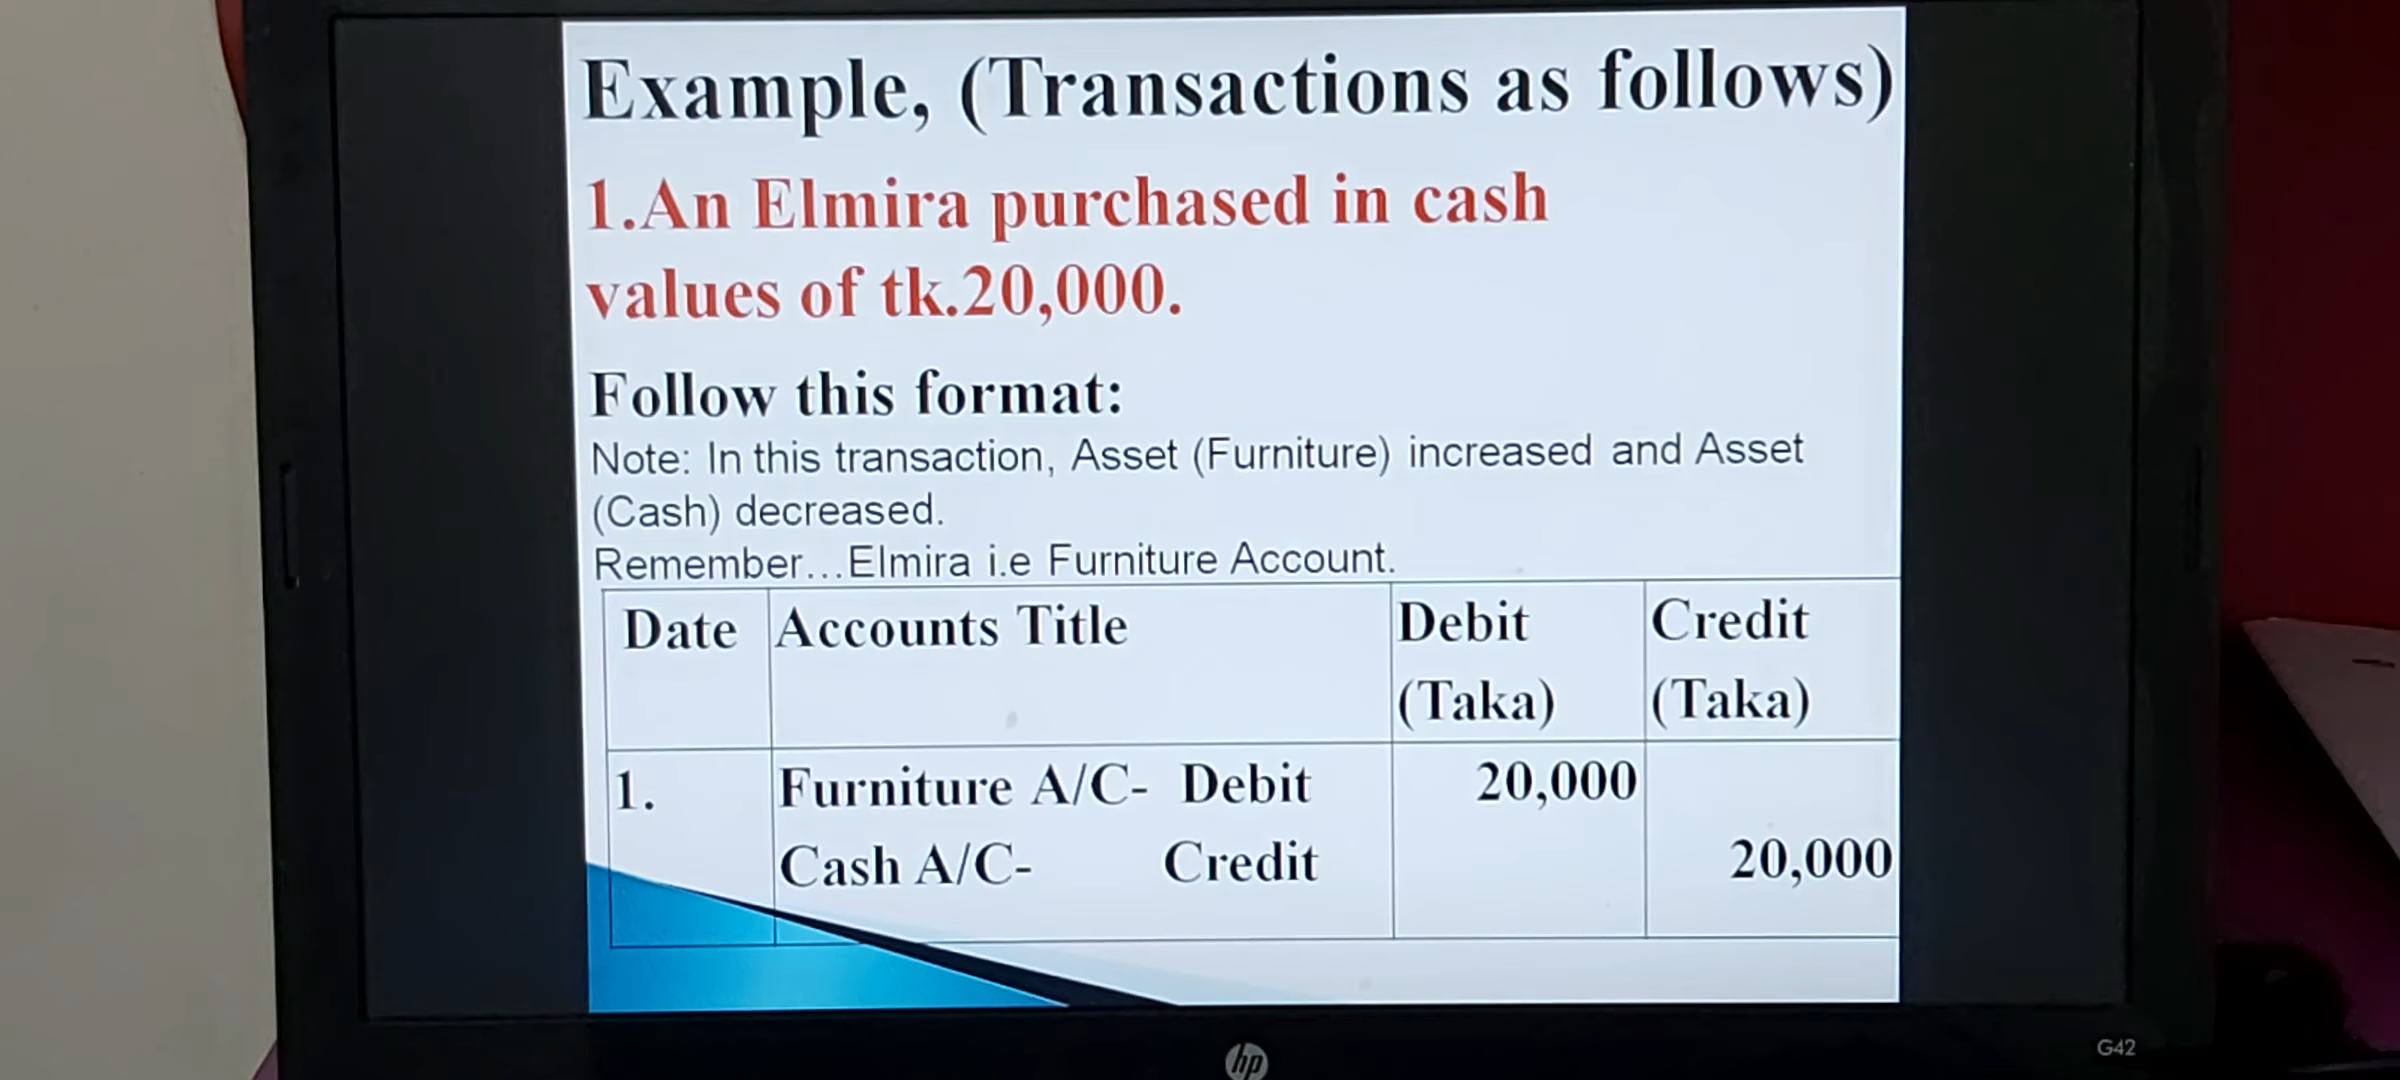 Example, (Transactions as follows)
1.An Elmira purchased in cash
values of tk.20,000.
Follow this format:
Note: In this transaction, Asset (Furniture) increased and Asset
(Cash) decreased.
Remember...Elmira i.e Furniture Account.
Date Accounts Title Debit (Taka) Credit (Taka)
1. Furniture A/C- Debit 20,000
Cash A/C- Credit 20,000
hp
G42